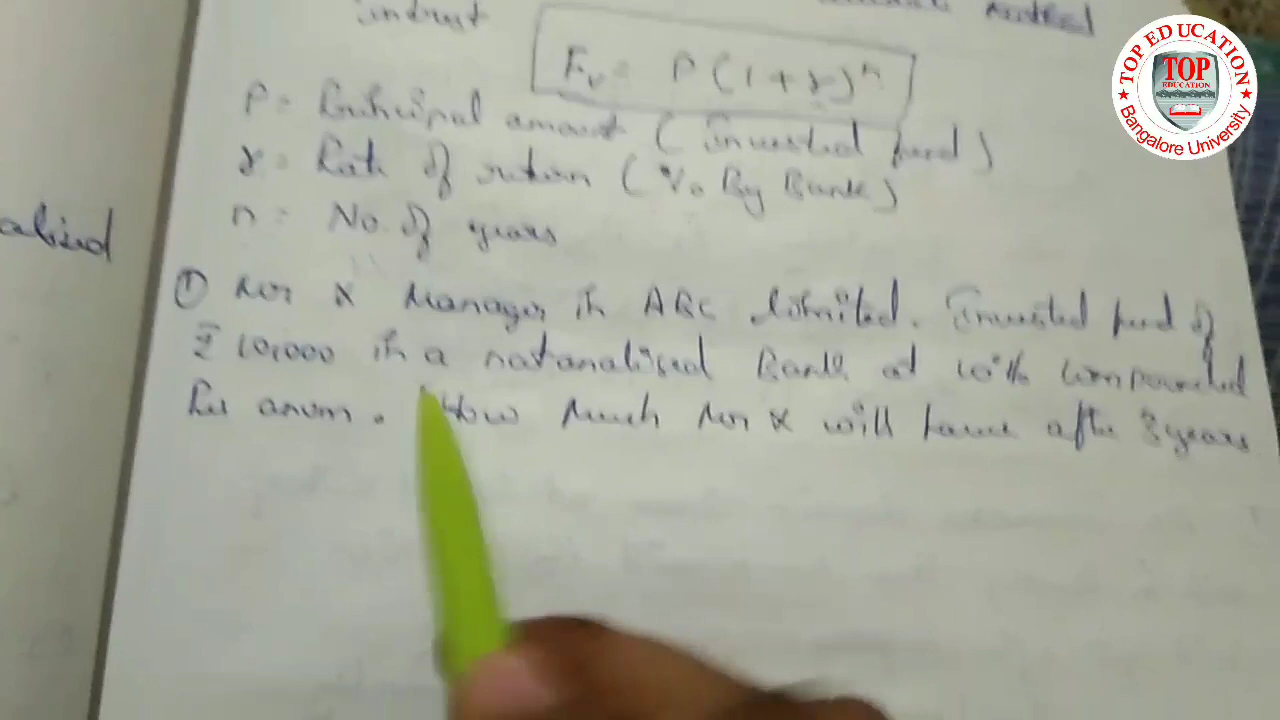 intrest
Fv = P(1+r)^n
P = Principal amount (Invested fund)
r = Rate of return (% By Bank)
n = No. of years
alized
① Mr X Manager in ABC limited. Invested fund of
₹ 10,000 in a nationalised Bank at 10% compounded
Per anum. How Much Mr X will have after 3 years
TOP EDUCATION
TOP
EDUCATION
Bangalore University